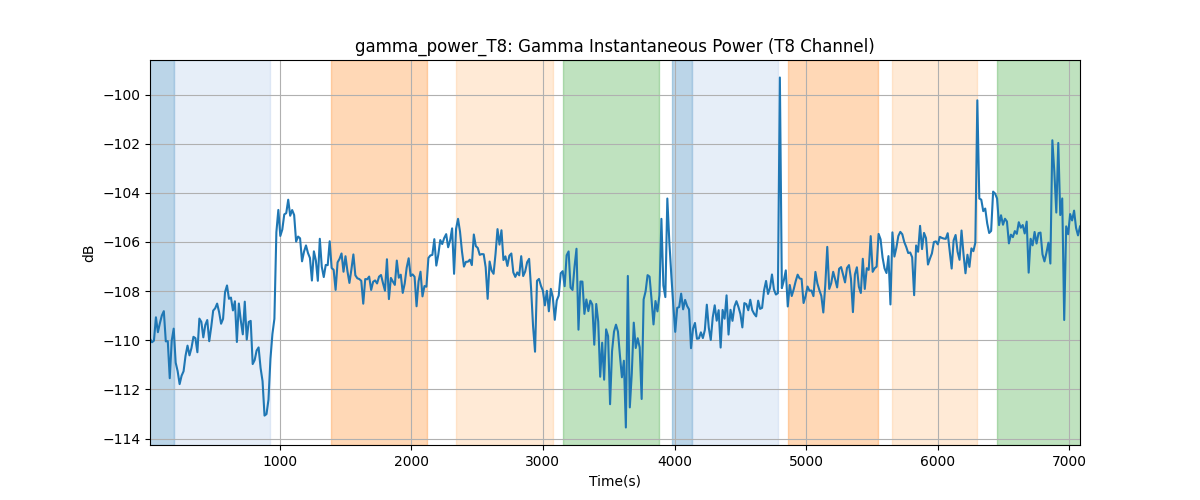 gamma_power_T8: Gamma Instantaneous Power (T8 Channel)
−100
−102
−104
−106
−108
−110
−112
−114
dB
1000 2000 3000 4000 5000 6000 7000
Time(s)